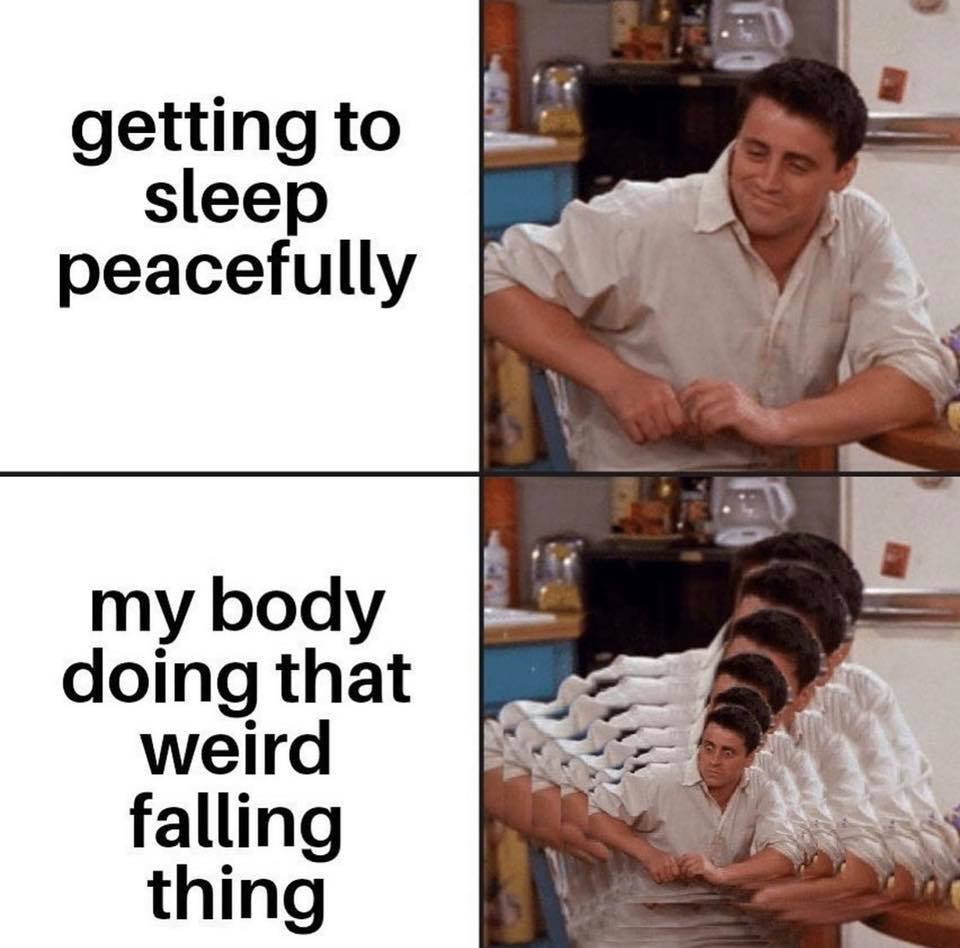 getting to
sleep
peacefully
my body
doing that
weird
falling
thing